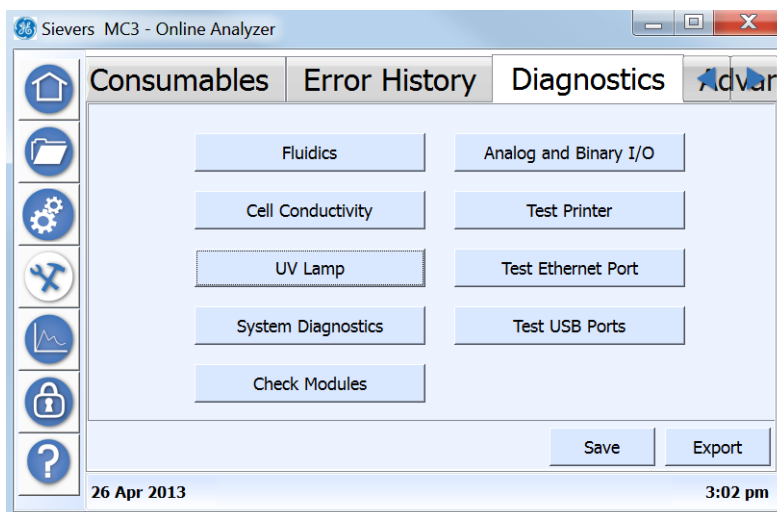 Sievers MC3 - Online Analyzer
Consumables Error History Diagnostics Advan
Fluidics Analog and Binary I/O
Cell Conductivity Test Printer
UV Lamp Test Ethernet Port
System Diagnostics Test USB Ports
Check Modules
Save Export
?
26 Apr 2013 3:02 pm